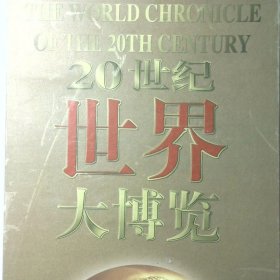 THE WORLD CHRONICLE
OF THE 20TH CENTURY
20世纪
世界
大博览